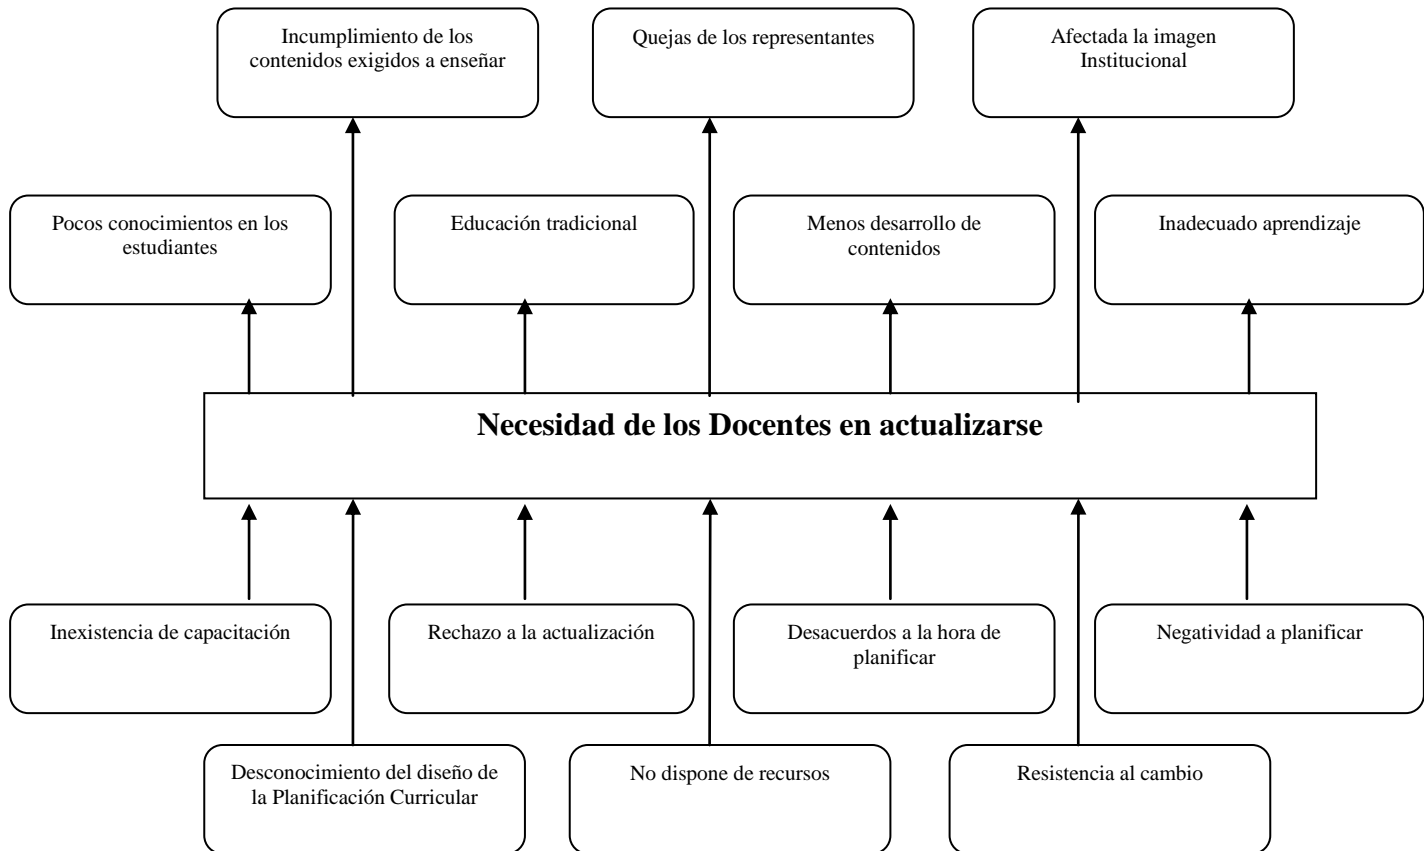 Incumplimiento de los
contenidos exigidos a enseñar
Quejas de los representantes
Afectada la imagen
Institucional
Pocos conocimientos en los
estudiantes
Educación tradicional
Menos desarrollo de
contenidos
Inadecuado aprendizaje
Necesidad de los Docentes en actualizarse
Inexistencia de capacitación
Rechazo a la actualización
Desacuerdos a la hora de
planificar
Negatividad a planificar
Desconocimiento del diseño de
la Planificación Curricular
No dispone de recursos
Resistencia al cambio